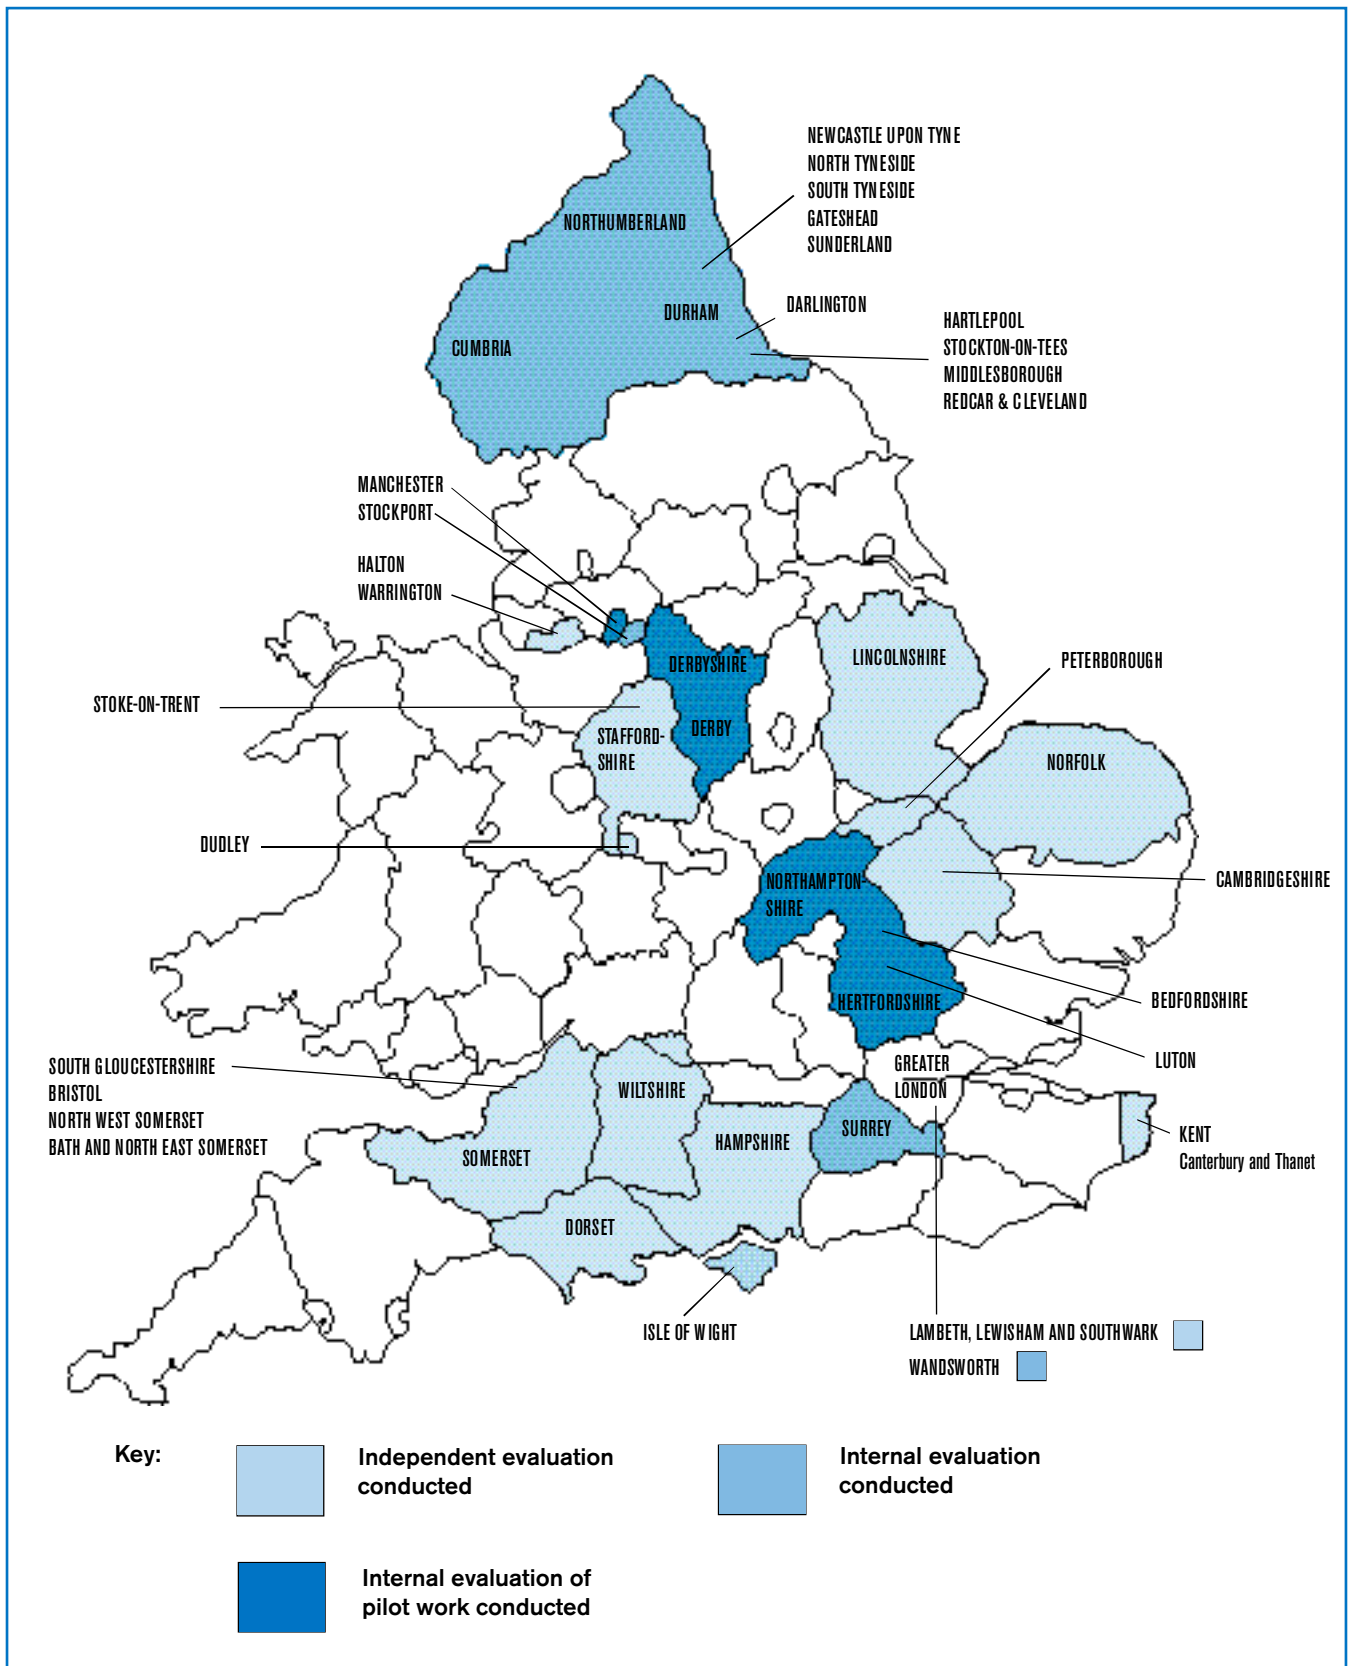 NEWCASTLE UPON TYNE
NORTH TYNESIDE
SOUTH TYNESIDE
GATESHEAD
SUNDERLAND
NORTHUMBERLAND
DURHAM
DARLINGTON
HARTLEPOOL
STOCKTON-ON-TEES
MIDDLESBOROUGH
REDCAR & CLEVELAND
CUMBRIA
MANCHESTER
STOCKPORT
HALTON
WARRINGTON
DERBYSHIRE
LINCOLNSHIRE
PETERBOROUGH
STOKE-ON-TRENT
DERBY
STAFFORD-
SHIRE
NORFOLK
DUDLEY
CAMBRIDGESHIRE
NORTHAMPTON-
SHIRE
BEDFORDSHIRE
HERTFORDSHIRE
LUTON
GREATER
LONDON
SOUTH GLOUCESTERSHIRE
BRISTOL
NORTH WEST SOMERSET
BATH AND NORTH EAST SOMERSET
WILTSHIRE
SURREY
HAMPSHIRE
KENT
Canterbury and Thanet
SOMERSET
DORSET
ISLE OF WIGHT
LAMBETH, LEWISHAM AND SOUTHWARK
WANDSWORTH
Key:
Independent evaluation
conducted
Internal evaluation
conducted
Internal evaluation of
pilot work conducted